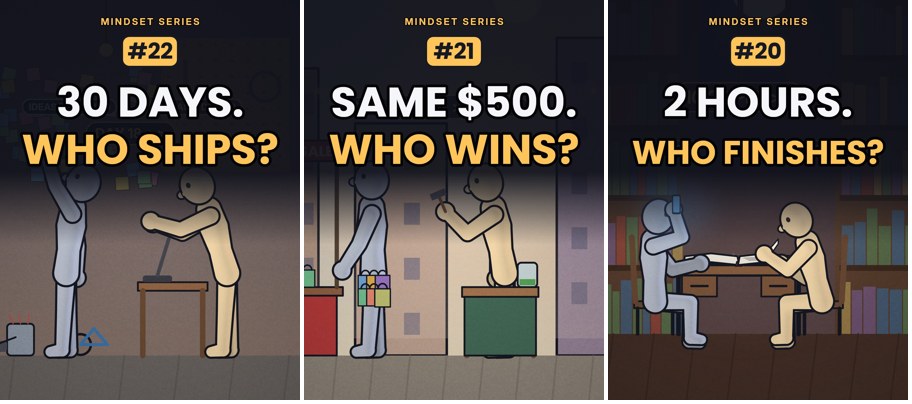 MINDSET SERIES
#22
30 DAYS.
WHO SHIPS?
MINDSET SERIES
#21
SAME $500.
WHO WINS?
MINDSET SERIES
#20
2 HOURS.
WHO FINISHES?